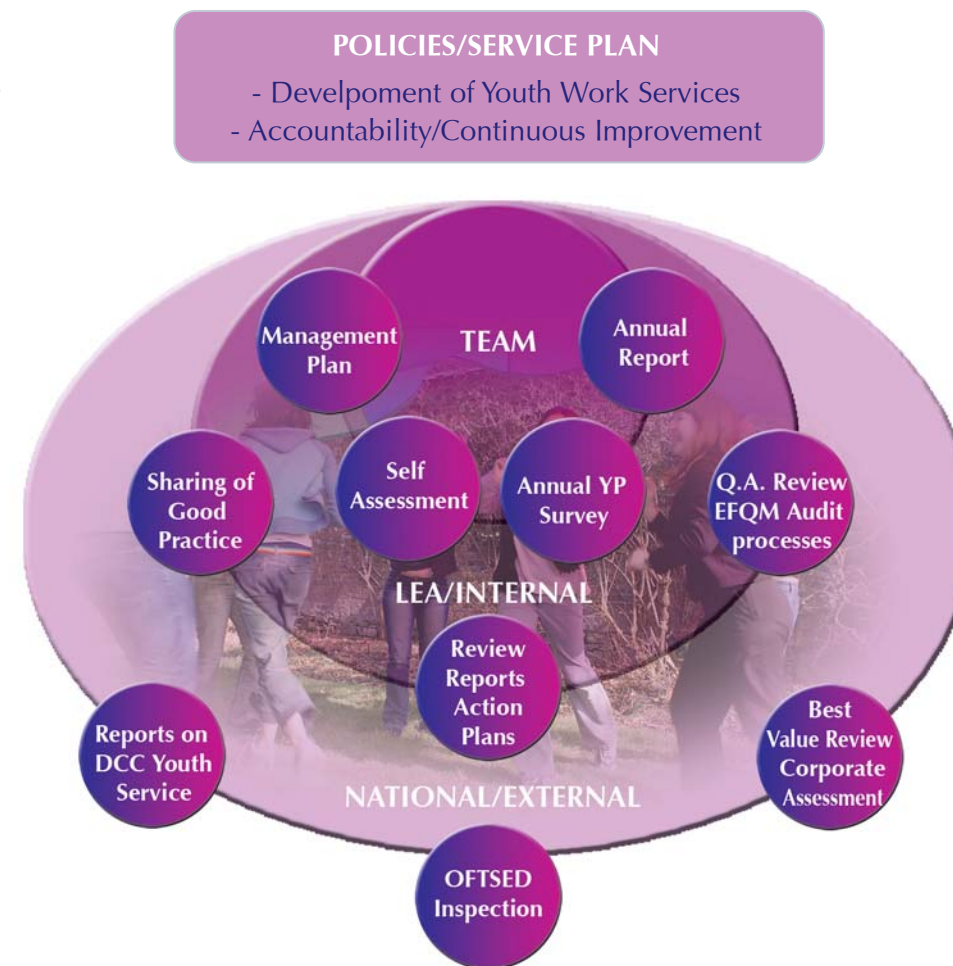 POLICIES/SERVICE PLAN
- Develpoment of Youth Work Services
- Accountability/Continuous Improvement
Management
Plan
TEAM
Annual
Report
Sharing of
Good
Practice
Self
Assessment
Annual YP
Survey
Q.A. Review
EFQM Audit
processes
LEA/INTERNAL
Review
Reports
Action
Plans
Reports on
DCC Youth
Service
Best
Value Review
Corporate
Assessment
NATIONAL/EXTERNAL
OFTSED
Inspection